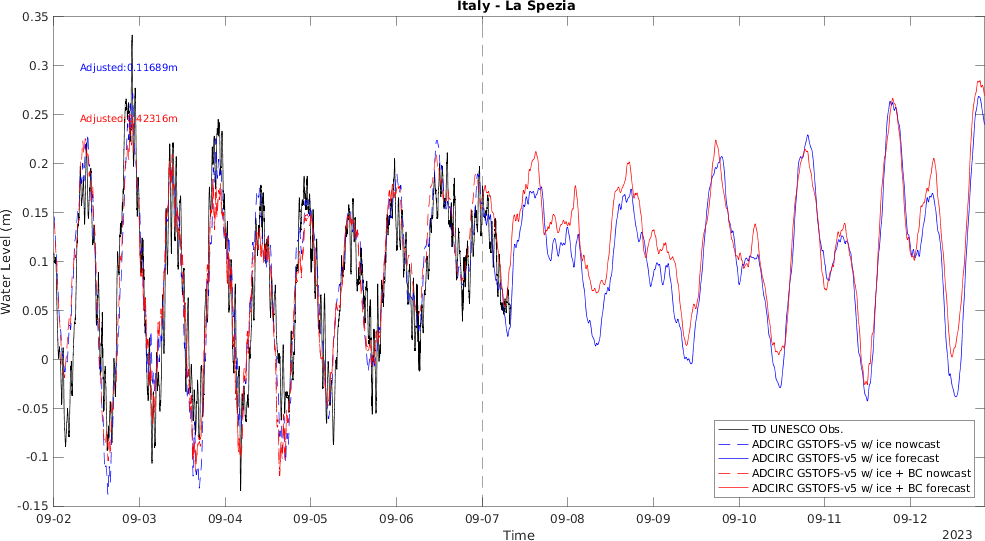 Italy - La Spezia
0.35
0.3
0.25
0.2
0.15
0.1
0.05
0
-0.05
-0.1
-0.15
Water Level (m)
Adjusted:0.11689m
Adjusted: 42316m
TD UNESCO Obs.
ADCIRC GSTOFS-v5 w/ ice nowcast
ADCIRC GSTOFS-v5 w/ ice forecast
ADCIRC GSTOFS-v5 w/ ice + BC nowcast
ADCIRC GSTOFS-v5 w/ ice + BC forecast
09-02 09-03 09-04 09-05 09-06 09-07 09-08 09-09 09-10 09-11 09-12
Time
2023